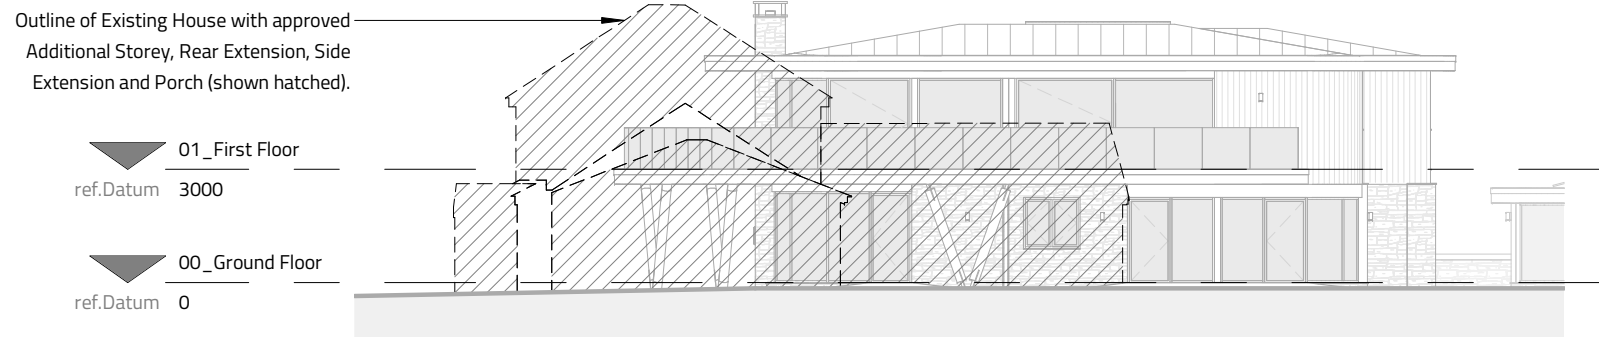 Outline of Existing House with approved
Additional Storey, Rear Extension, Side
Extension and Porch (shown hatched).
01_First Floor
ref.Datum 3000
00_Ground Floor
ref.Datum 0